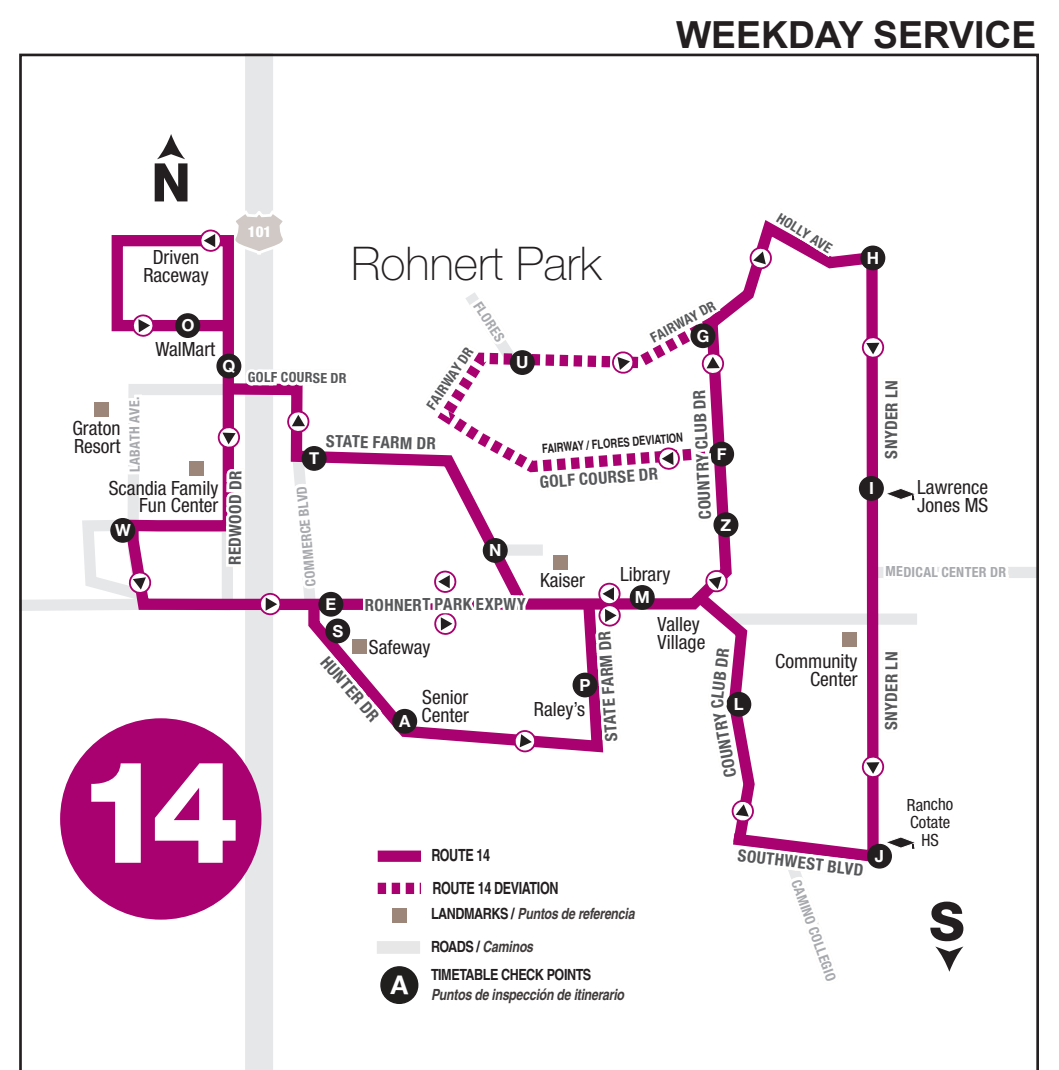 WEEKDAY SERVICE
N
101
Rohnert Park
Driven
Raceway
O
WalMart
Q
GOLF COURSE DR
Graton
Resort
LABATH AVE.
Scandia Family
Fun Center
W
REDWOOD DR
T
STATE FARM DR
COMMERCE BLVD
N
Kaiser
E
ROHNERT PARK EXPWY
S
Safeway
HUNTER DR
A
Senior
Center
P
Raley's
STATE FARM DR
Library
M
Valley
Village
FLORES
FAIRWAY DR
U
FAIRWAY DR
G
FAIRWAY / FLORES DEVIATION
GOLF COURSE DR
F
COUNTRY CLUB DR
Z
HOLLY AVE
H
SNYDER LN
I
Lawrence
Jones MS
MEDICAL CENTER DR
Community
Center
SNYDER LN
COUNTRY CLUB DR
L
Rancho
Cotate
HS
J
SOUTHWEST BLVD
CAMINO COLLEGIO
S
14
ROUTE 14
ROUTE 14 DEVIATION
LANDMARKS / Puntos de referencia
ROADS / Caminos
A
TIMETABLE CHECK POINTS
Puntos de inspección de itinerario